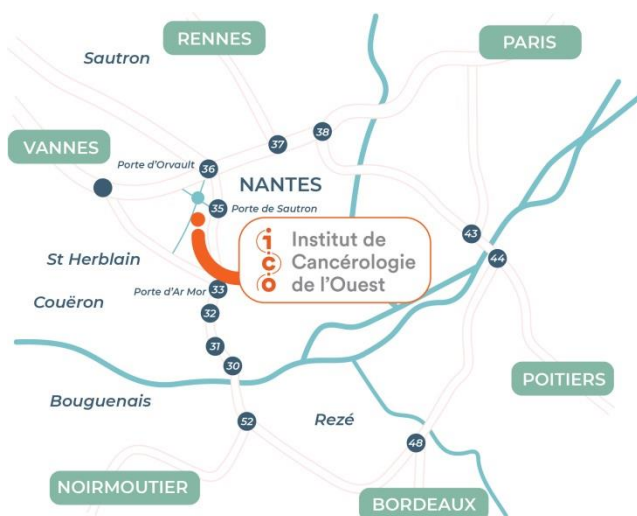 RENNES
PARIS
Sautron
38
37
VANNES
Porte d'Orvault
36
NANTES
35
Porte de Sautron
ico
Institut de
Cancérologie
de l'Ouest
43
44
St Herblain
Porte d'Ar Mor
33
Couëron
32
31
30
POITIERS
Bouguenais
52
Rezé
48
NOIRMOUTIER
BORDEAUX